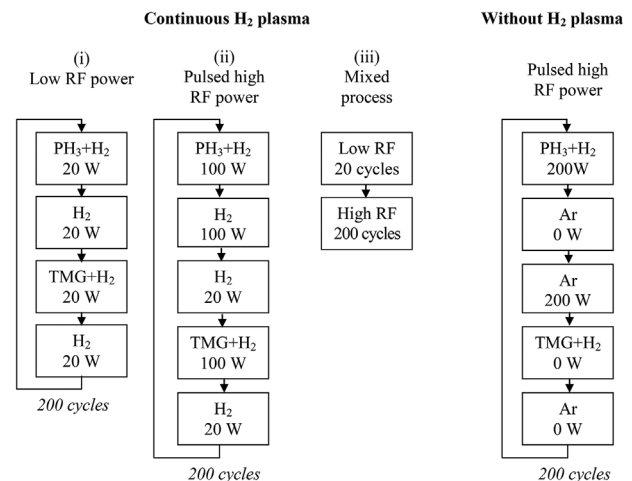 Continuous H₂ plasma
Without H₂ plasma
(i)
Low RF power
(ii)
Pulsed high
RF power
(iii)
Mixed
process
Pulsed high
RF power
PH₃+H₂
20 W
H₂
20 W
TMG+H₂
20 W
H₂
20 W
200 cycles
PH₃+H₂
100 W
H₂
100 W
H₂
20 W
TMG+H₂
100 W
H₂
20 W
200 cycles
Low RF
20 cycles
High RF
200 cycles
PH₃+H₂
200W
Ar
0 W
Ar
200 W
TMG+H₂
0 W
Ar
0 W
200 cycles